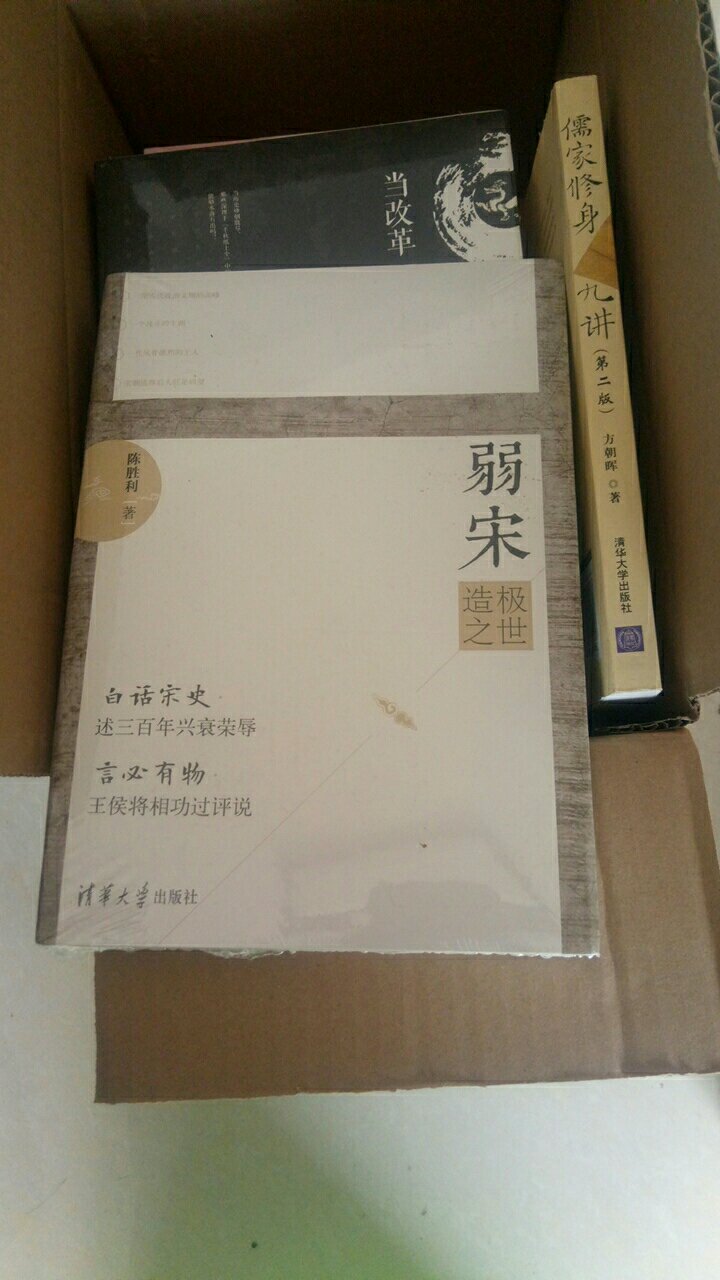 当改革
儒家修身
九讲
（第二版）
方朝晖◎著
清华大学出版社
陈胜利
[著]
弱宋
造极
之世
白话宋史
述三百年兴衰荣辱
言必有物
王侯将相功过评说
清华大学出版社